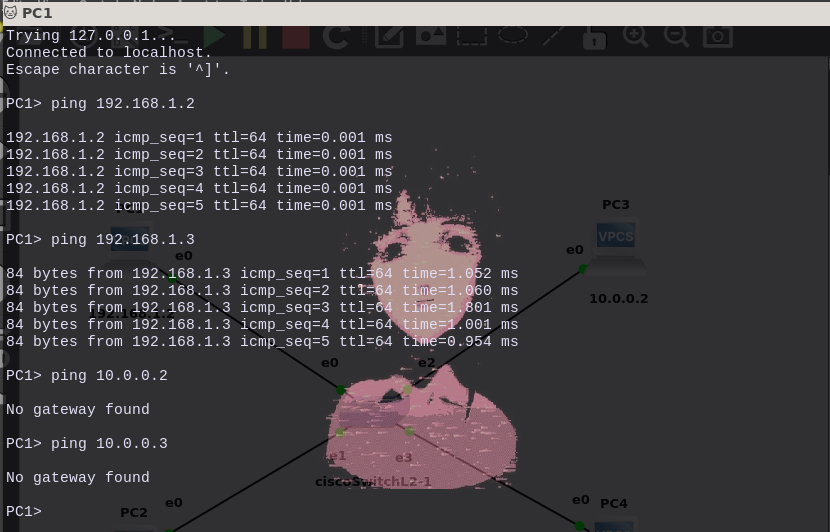 PC1
Trying 127.0.0.1...
Connected to localhost.
Escape character is '^]'.
PC1> ping 192.168.1.2
192.168.1.2 icmp_seq=1 ttl=64 time=0.001 ms
192.168.1.2 icmp_seq=2 ttl=64 time=0.001 ms
192.168.1.2 icmp_seq=3 ttl=64 time=0.001 ms
192.168.1.2 icmp_seq=4 ttl=64 time=0.001 ms
192.168.1.2 icmp_seq=5 ttl=64 time=0.001 ms
PC1> ping 192.168.1.3
84 bytes from 192.168.1.3 icmp_seq=1 ttl=64 time=1.052 ms
84 bytes from 192.168.1.3 icmp_seq=2 ttl=64 time=1.060 ms
84 bytes from 192.168.1.3 icmp_seq=3 ttl=64 time=1.801 ms
84 bytes from 192.168.1.3 icmp_seq=4 ttl=64 time=1.001 ms
84 bytes from 192.168.1.3 icmp_seq=5 ttl=64 time=0.954 ms
PC1> ping 10.0.0.2
No gateway found
PC1> ping 10.0.0.3
No gateway found
PC1>
PC3
VPCS
e0
10.0.0.2
e0
192.168.1.2
e0
e2
e1
e3
ciscoSwitchL2-1
PC2
e0
e0
PC4
VPCS